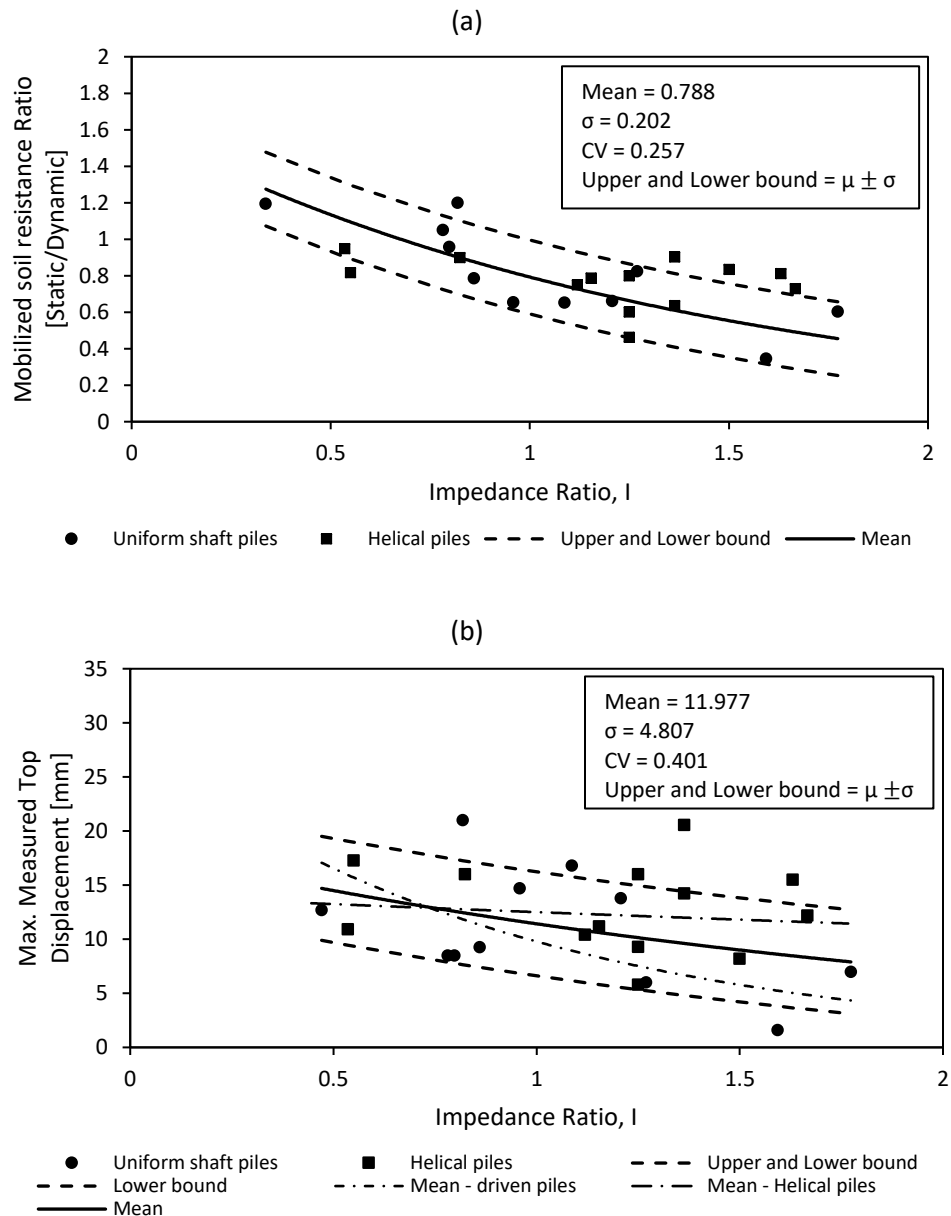 (a)
Mobilized soil resistance Ratio
[Static/Dynamic]
2
1.8
1.6
1.4
1.2
1
0.8
0.6
0.4
0.2
0
Mean = 0.788
σ = 0.202
CV = 0.257
Upper and Lower bound = μ ± σ
0 0.5 1 1.5 2
Impedance Ratio, I
Uniform shaft piles Helical piles Upper and Lower bound Mean
(b)
Max. Measured Top
Displacement [mm]
35
30
25
20
15
10
5
0
Mean = 11.977
σ = 4.807
CV = 0.401
Upper and Lower bound = μ ±σ
0 0.5 1 1.5 2
Impedance Ratio, I
Uniform shaft piles Helical piles Upper and Lower bound
Lower bound Mean - driven piles Mean - Helical piles
Mean